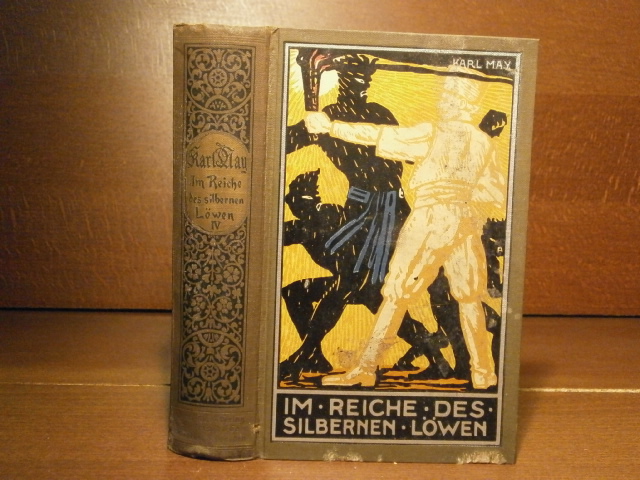 Karl May
Im Reiche
des silbernen
Löwen
IV
KARL MAY
IM · REICHE · DES ·
SILBERNEN · LÖWEN